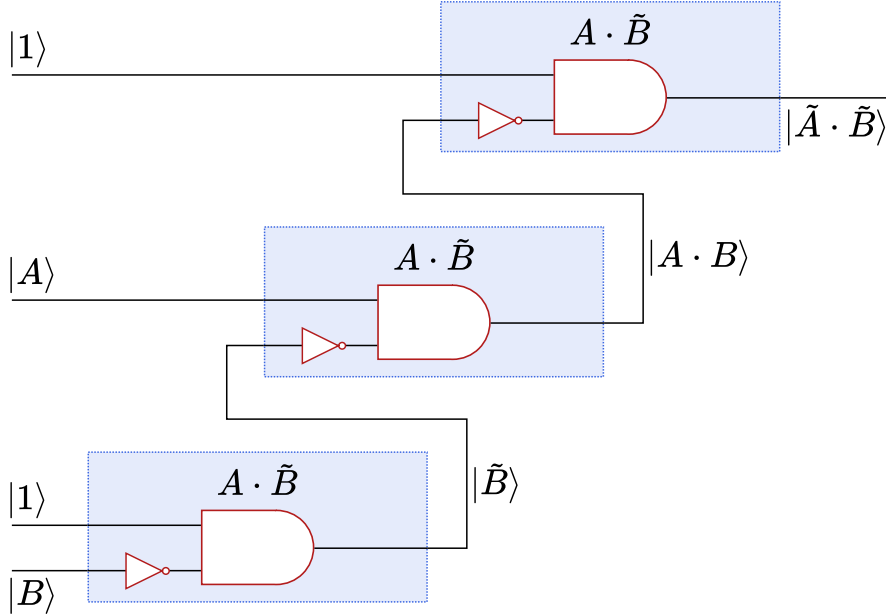 A · B̃
|1⟩
|Ã · B̃⟩
A · B̃
|A · B⟩
|A⟩
A · B̃
|B̃⟩
|1⟩
|B⟩